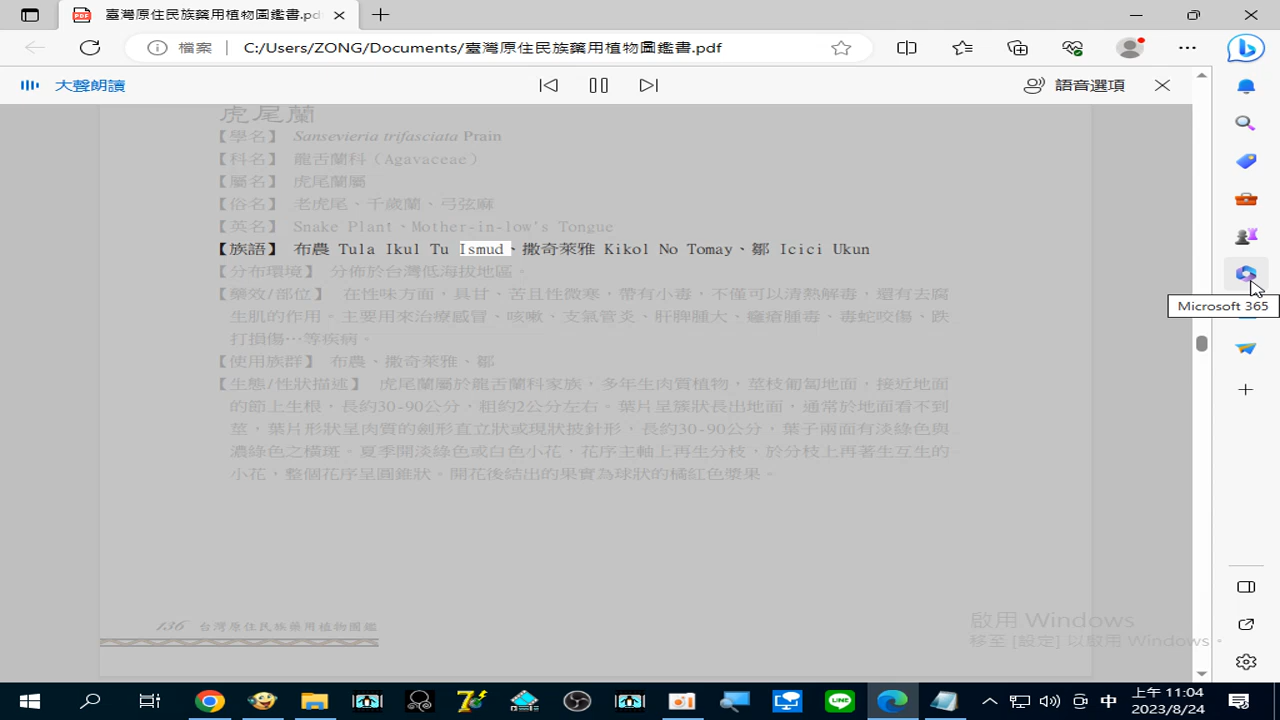 臺灣原住民族藥用植物圖鑑書.pdf
檔案
C:/Users/ZONG/Documents/臺灣原住民族藥用植物圖鑑書.pdf
大聲朗讀
語音選項
虎尾蘭
【學名】 Sansevieria trifasciata Prain
【科名】 龍舌蘭科（Agavaceae）
【屬名】 虎尾蘭屬
【俗名】 老虎尾、千歲蘭、弓弦麻
【英名】 Snake Plant、Mother-in-low's Tongue
【族語】 布農 Tula Ikul Tu Ismud、撒奇萊雅 Kikol No Tomay、鄒 Icici Ukun
【分布環境】 分佈於台灣低海拔地區。
【藥效/部位】 在性味方面，具甘、苦且性微寒，帶有小毒，不僅可以清熱解毒，還有去腐
生肌的作用。主要用來治療感冒、咳嗽、支氣管炎、肝脾腫大、癰瘡腫毒、毒蛇咬傷、跌
打損傷…等疾病。
【使用族群】 布農、撒奇萊雅、鄒
【生態/性狀描述】 虎尾蘭屬於龍舌蘭科家族，多年生肉質植物，莖枝匍匐地面，接近地面
的節上生根，長約30-90公分，粗約2公分左右。葉片呈簇狀長出地面，通常於地面看不到
莖，葉片形狀呈肉質的劍形直立狀或現狀披針形，長約30-90公分，葉子兩面有淡綠色與
濃綠色之橫斑。夏季開淡綠色或白色小花，花序主軸上再生分枝，於分枝上再著生互生的
小花，整個花序呈圓錐狀。開花後結出的果實為球狀的橘紅色漿果。
136 台灣原住民族藥用植物圖鑑
Microsoft 365
啟用 Windows
移至 [設定] 以啟用 Windows。
中
上午 11:04
2023/8/24